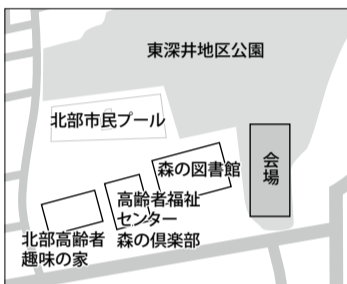 東深井地区公園
北部市民プール
森の図書館
会場
高齢者福祉
センター
森の倶楽部
北部高齢者
趣味の家